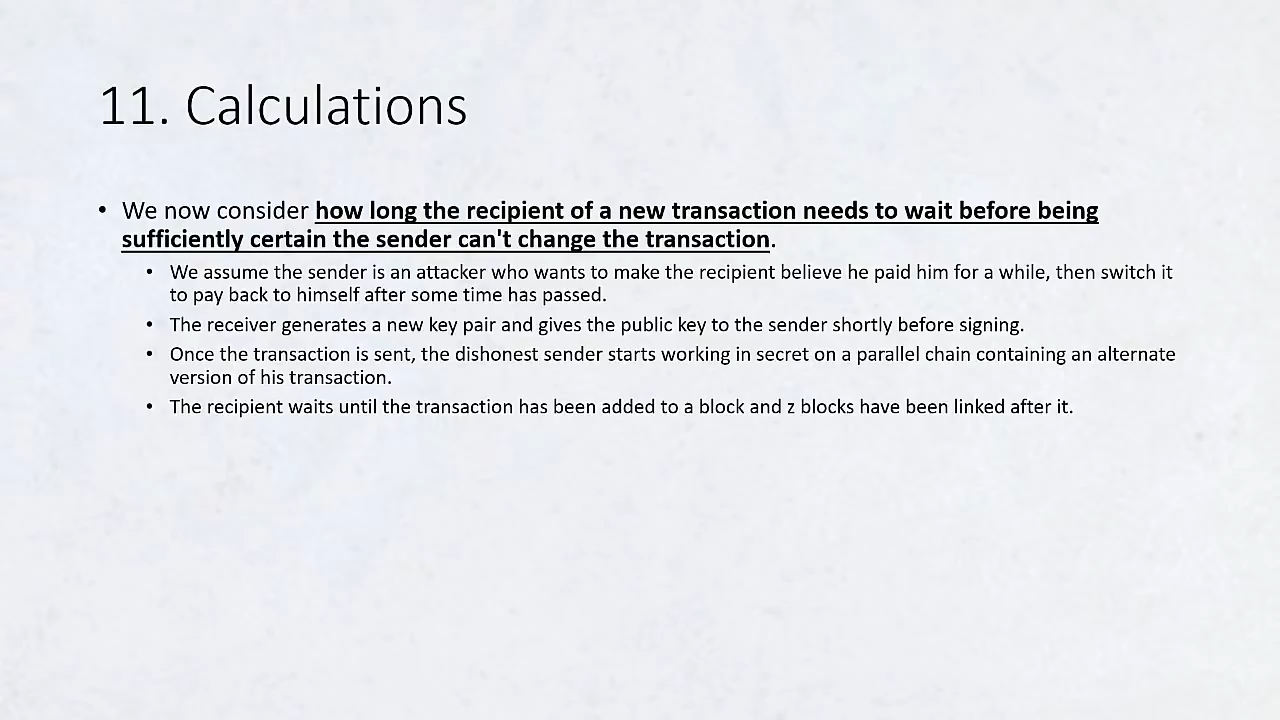 11. Calculations
• We now consider how long the recipient of a new transaction needs to wait before being
sufficiently certain the sender can't change the transaction.
• We assume the sender is an attacker who wants to make the recipient believe he paid him for a while, then switch it
to pay back to himself after some time has passed.
• The receiver generates a new key pair and gives the public key to the sender shortly before signing.
• Once the transaction is sent, the dishonest sender starts working in secret on a parallel chain containing an alternate
version of his transaction.
• The recipient waits until the transaction has been added to a block and z blocks have been linked after it.